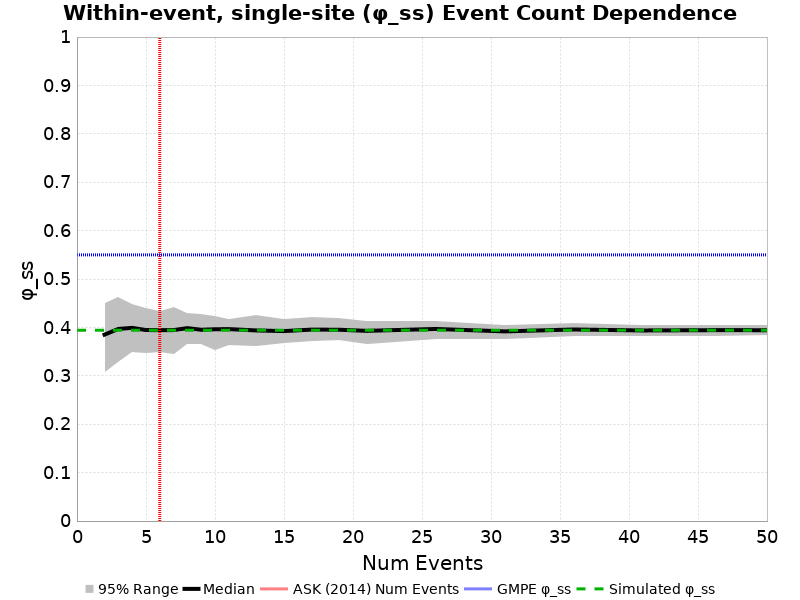 Within-event, single-site (φ_ss) Event Count Dependence
1
0.9
0.8
0.7
0.6
0.5
0.4
0.3
0.2
0.1
0
φ_ss
0 5 10 15 20 25 30 35 40 45 50
Num Events
95% Range Median ASK (2014) Num Events GMPE φ_ss Simulated φ_ss